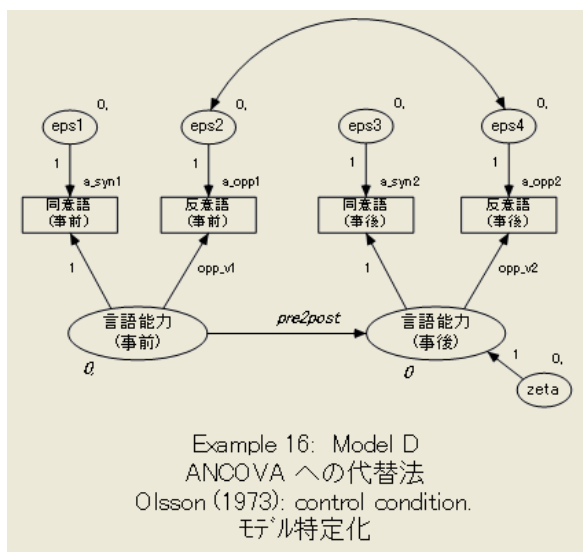 0,
0,
0,
0,
eps1
eps2
eps3
eps4
1
a_syn1
1
a_opp1
1
a_syn2
1
a_opp2
同意語
(事前)
反意語
(事前)
同意語
(事後)
反意語
(事後)
1
opp_v1
1
opp_v2
言語能力
(事前)
pre2post
言語能力
(事後)
0,
0
1
0,
zeta
Example 16: Model D
ANCOVA への代替法
Olsson (1973): control condition.
モデル特定化